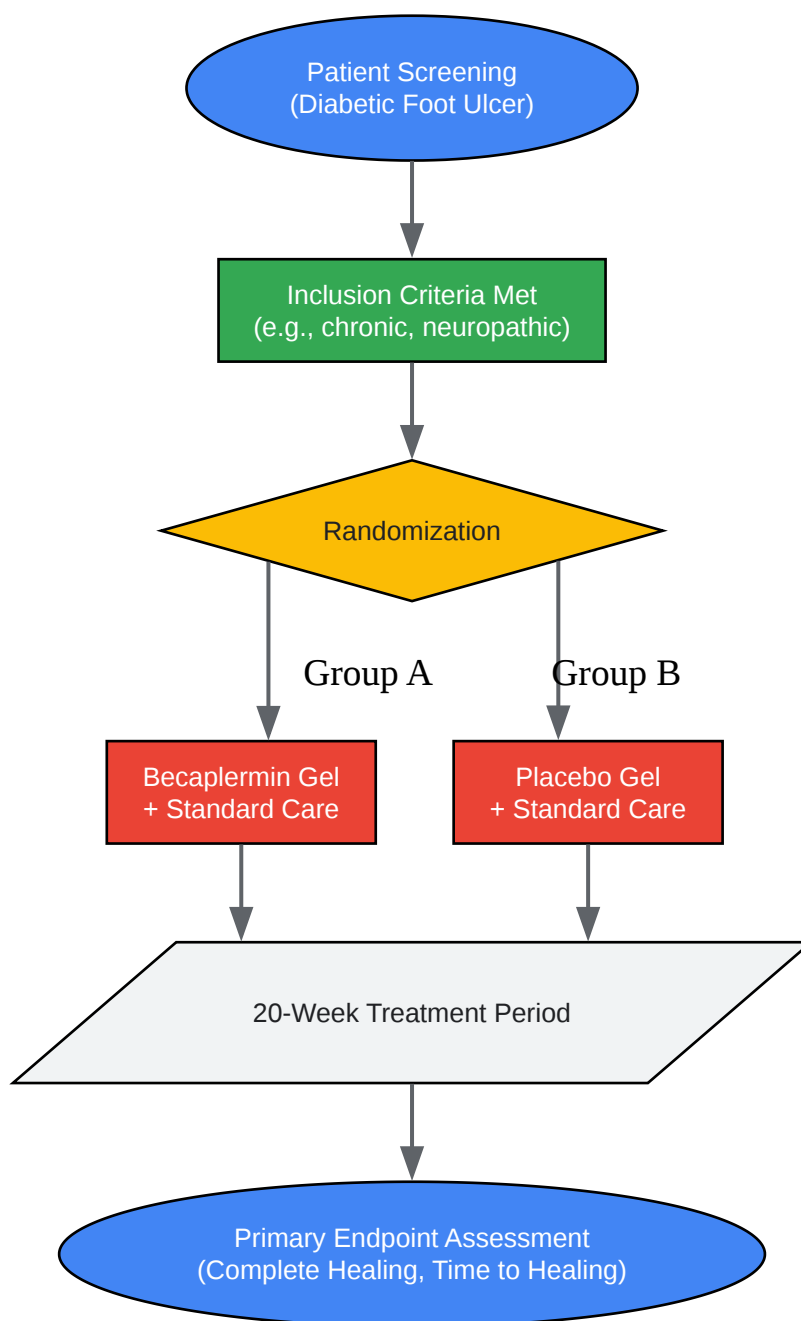 Patient Screening
(Diabetic Foot Ulcer)
Inclusion Criteria Met
(e.g., chronic, neuropathic)
Randomization
Group A
Group B
Becaplermin Gel
+ Standard Care
Placebo Gel
+ Standard Care
20-Week Treatment Period
Primary Endpoint Assessment
(Complete Healing, Time to Healing)